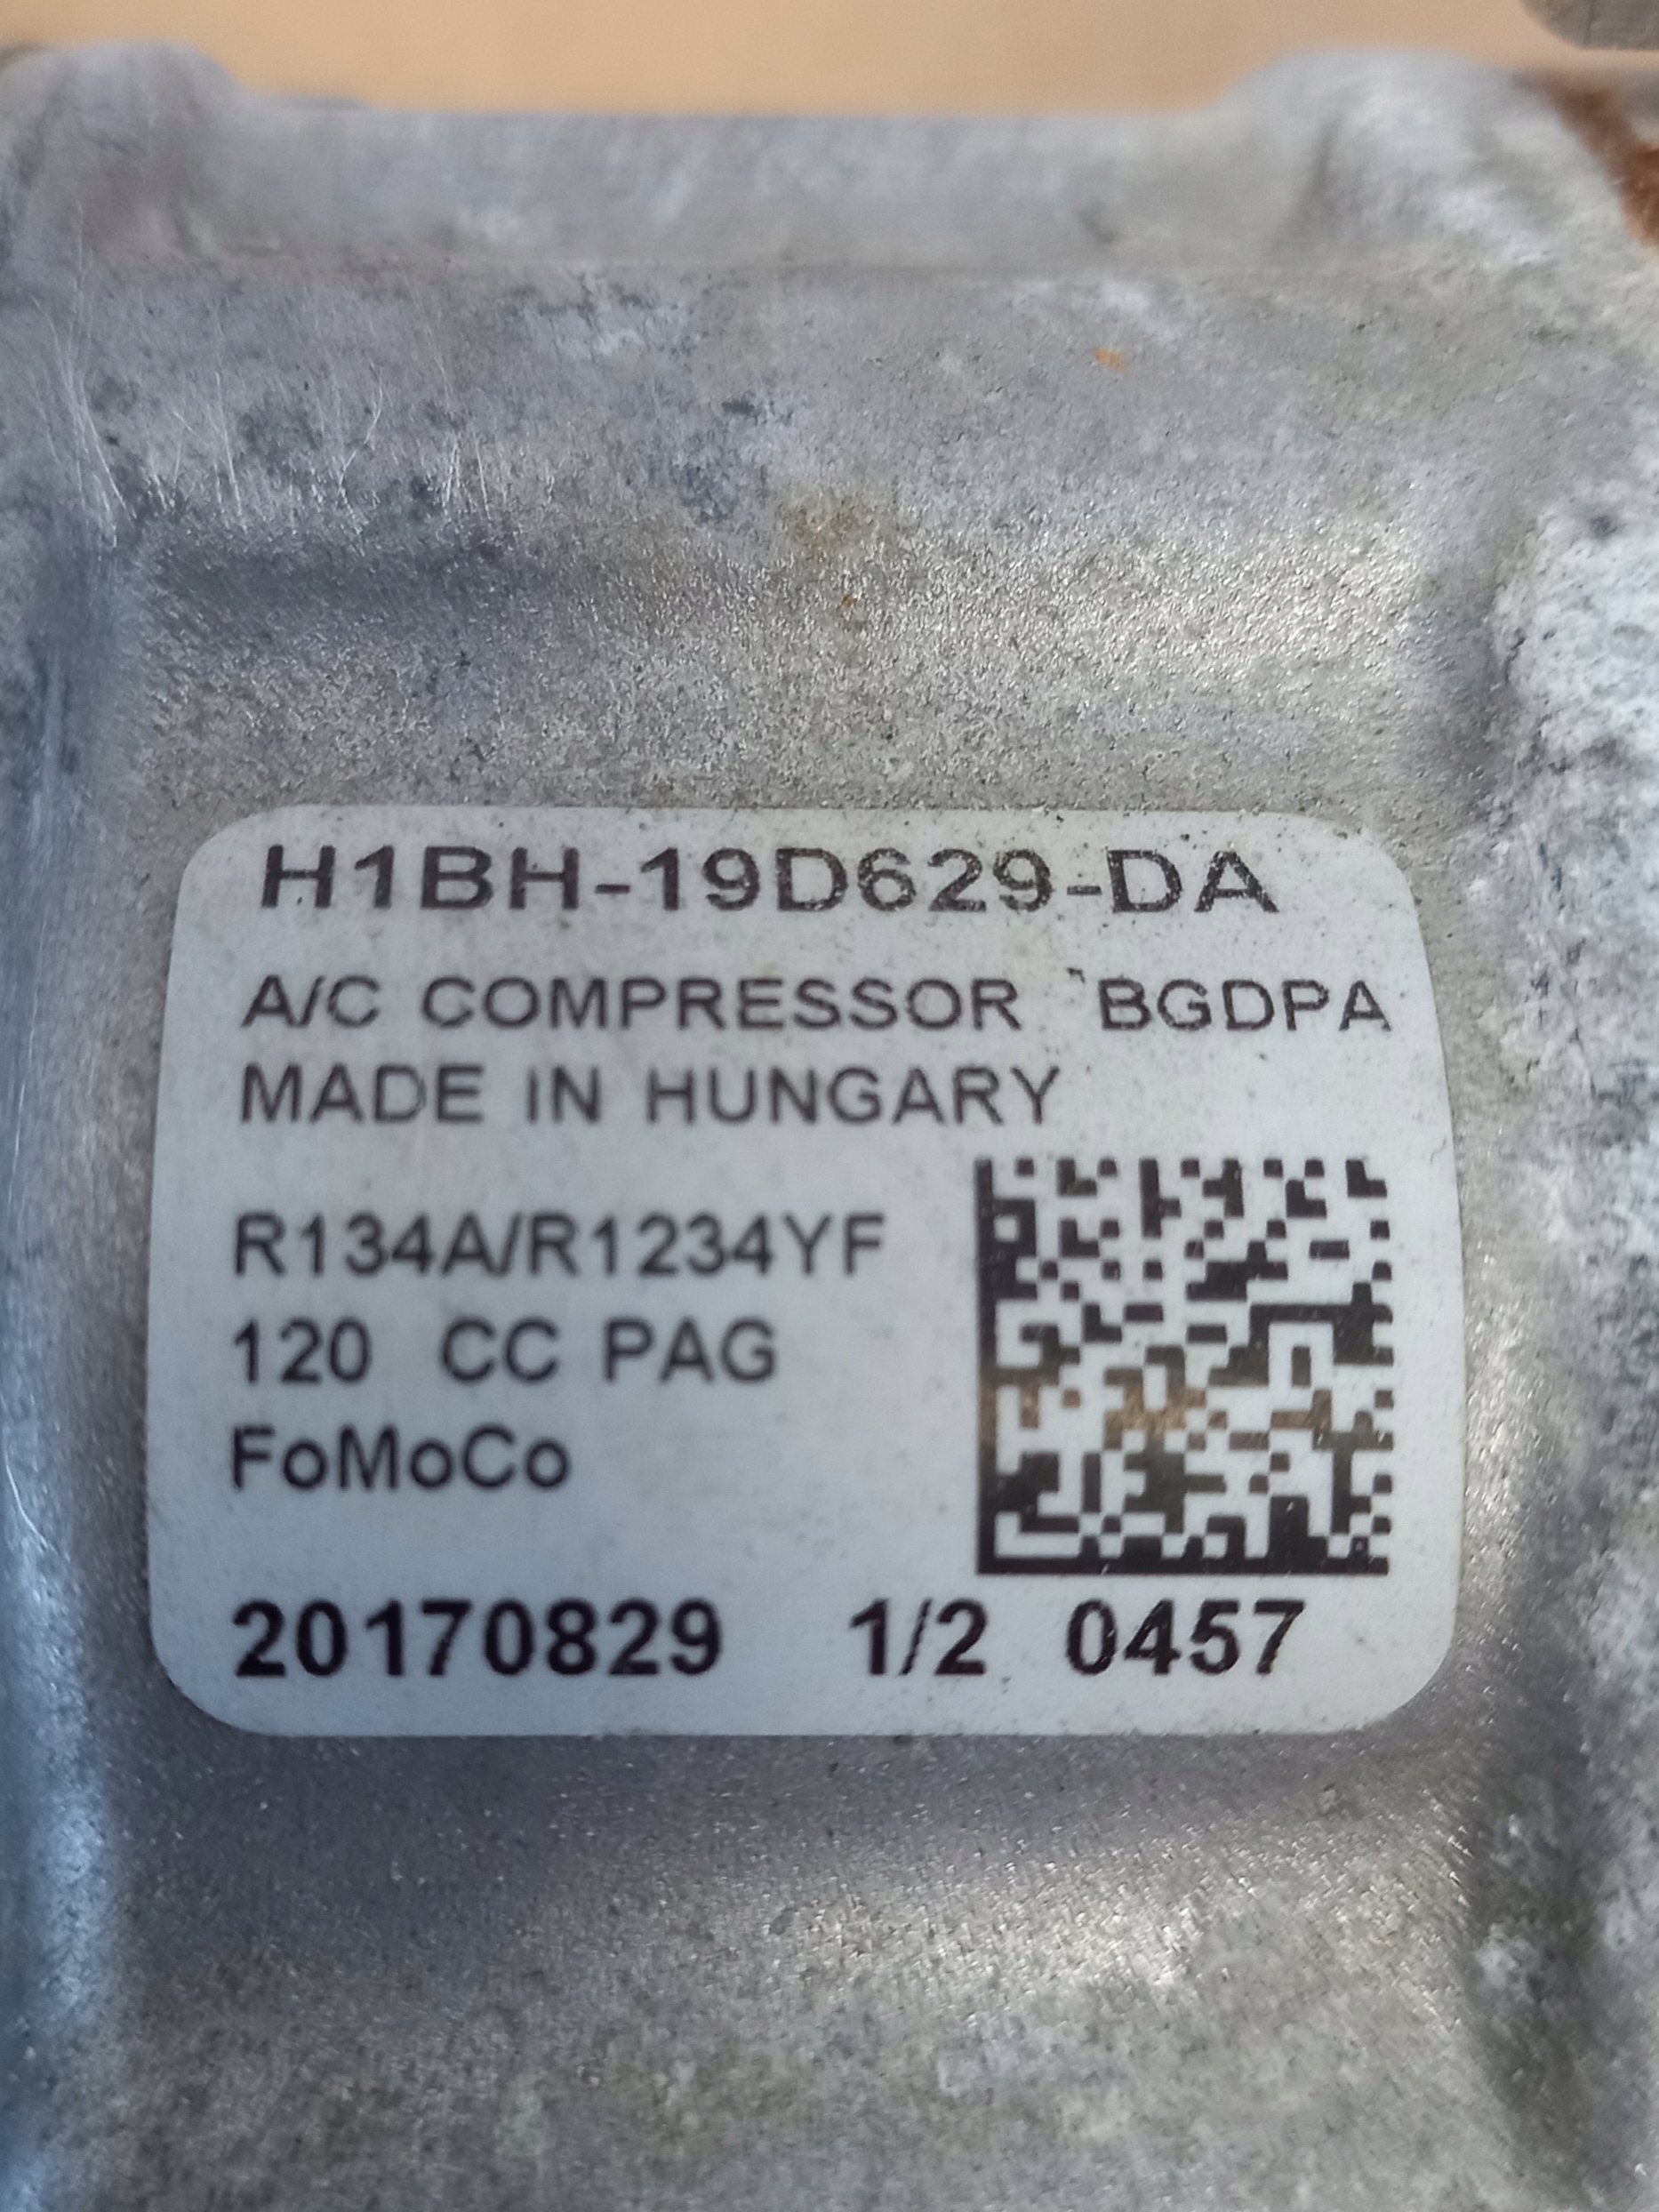 H1BH-19D629-DA
A/C COMPRESSOR BGDPA
MADE IN HUNGARY
R134A/R1234YF
120 CC PAG
FoMoCo
20170829 1/2 0457